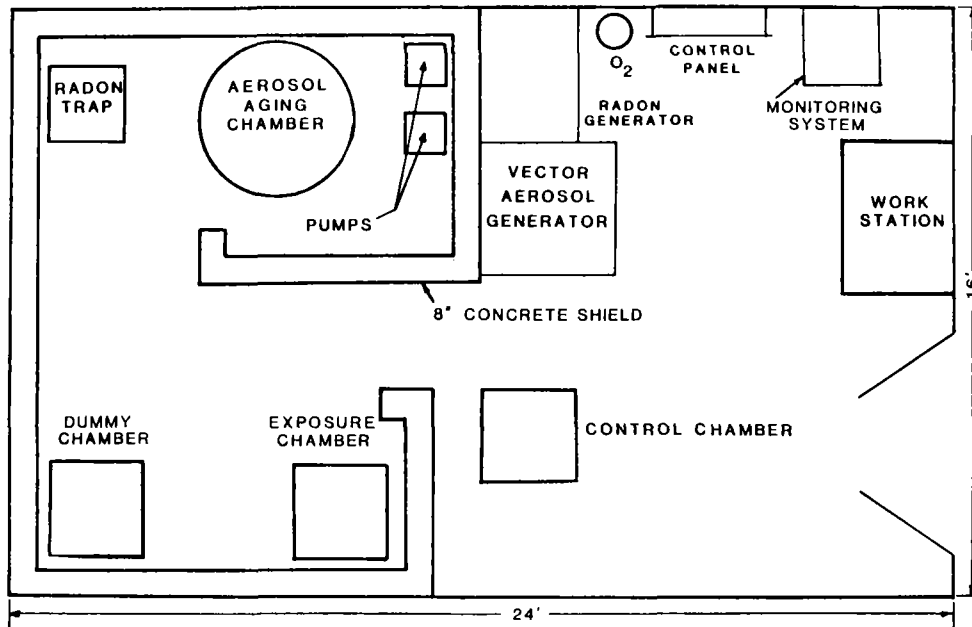 RADON
TRAP
AEROSOL
AGING
CHAMBER
PUMPS
O2
CONTROL
PANEL
RADON
GENERATOR
MONITORING
SYSTEM
VECTOR
AEROSOL
GENERATOR
WORK
STATION
16'
8" CONCRETE SHIELD
DUMMY
CHAMBER
EXPOSURE
CHAMBER
CONTROL CHAMBER
24'